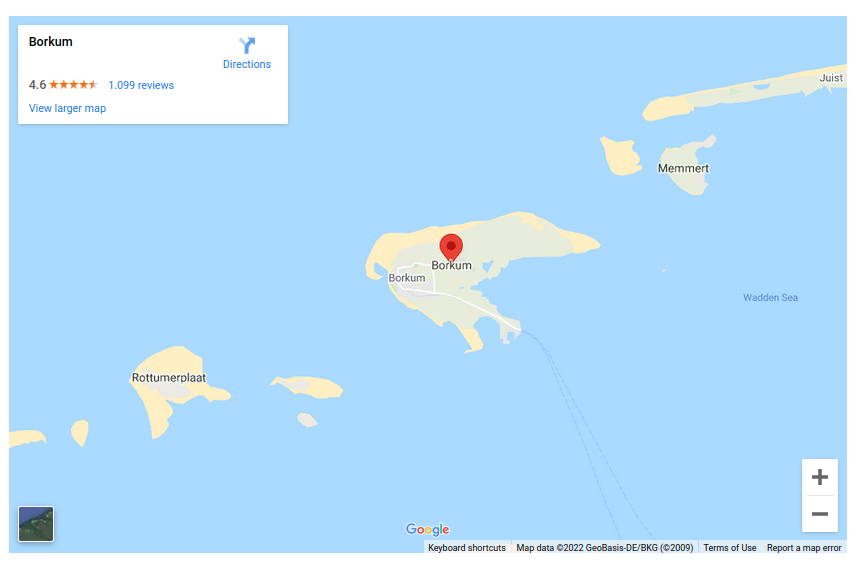 Borkum
Directions
4.6 1.099 reviews
View larger map
Juist
Memmert
Borkum
Borkum
Wadden Sea
Rottumerplaat
Google
Keyboard shortcuts Map data ©2022 GeoBasis-DE/BKG (©2009) Terms of Use Report a map error